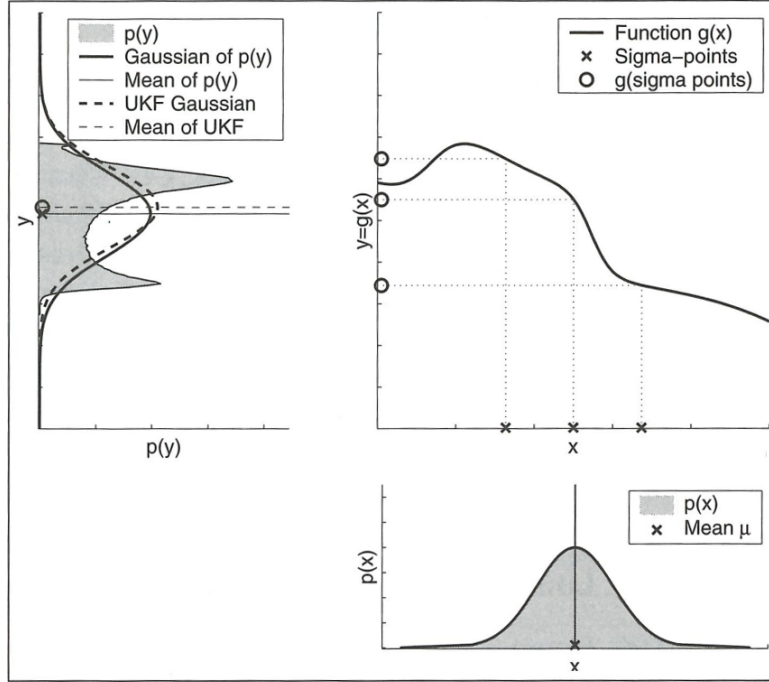 p(y)
Gaussian of p(y)
Mean of p(y)
UKF Gaussian
Mean of UKF
y
p(y)
Function g(x)
Sigma-points
g(sigma points)
y=g(x)
x
p(x)
Mean μ
p(x)
x